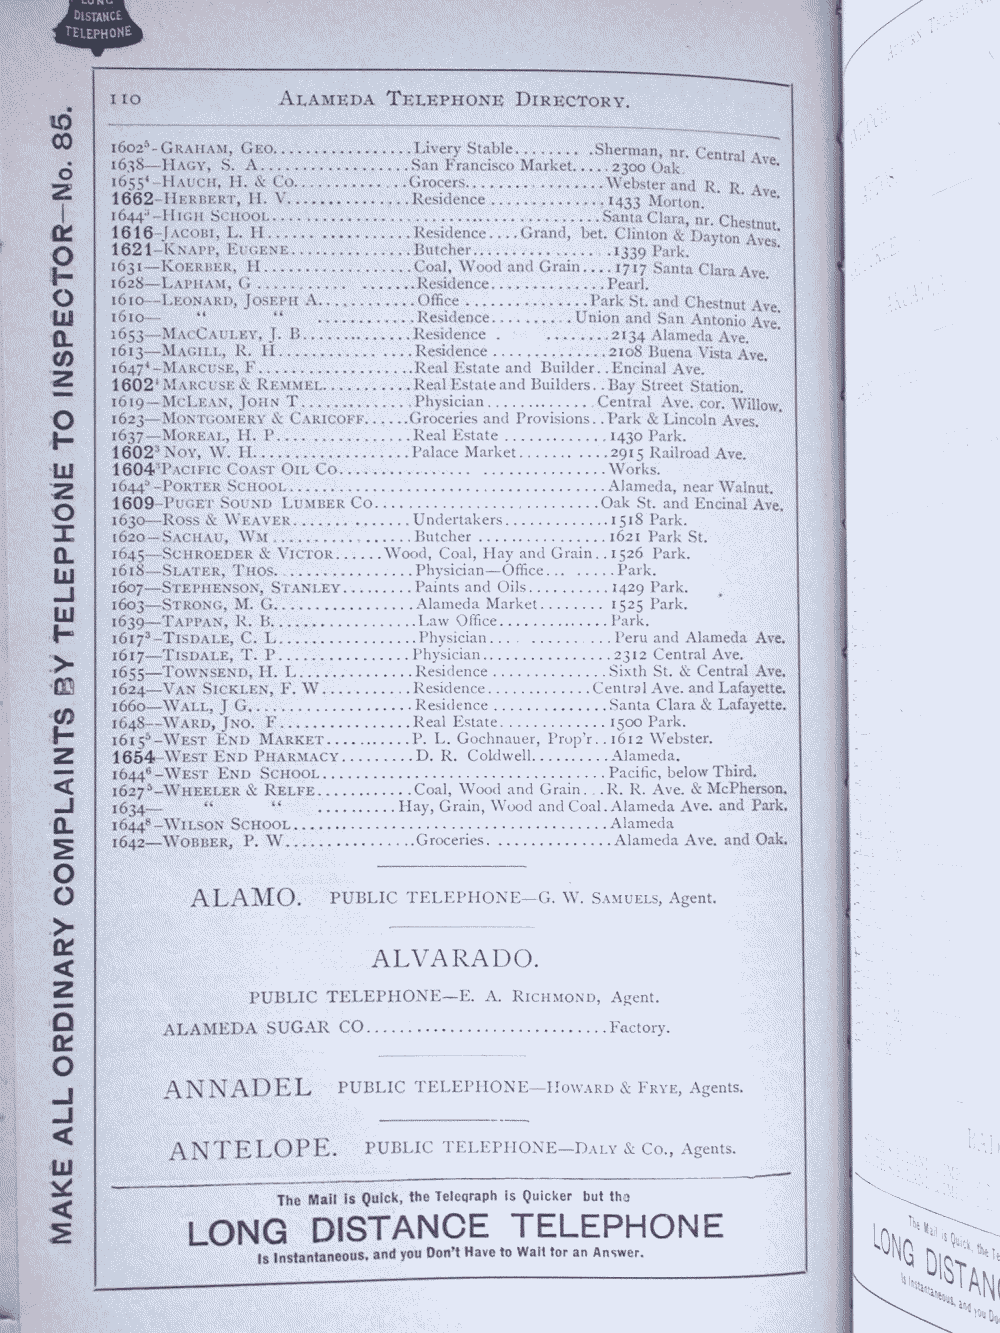 LONG
DISTANCE
TELEPHONE
MAKE ALL ORDINARY COMPLAINTS BY TELEPHONE TO INSPECTOR—No. 85.
110 ALAMEDA TELEPHONE DIRECTORY.
1602⁵-GRAHAM, GEO................Livery Stable........Sherman, nr. Central Ave.
1638—HAGY, S. A..................San Francisco Market.....2300 Oak.
1655⁴-HAUCH, H. & Co.............Grocers................Webster and R. R. Ave.
1662-HERBERT, H. V...............Residence..............1433 Morton.
1644³-HIGH SCHOOL......................................Santa Clara, nr. Chestnut.
1616-JACOBI, L. H................Residence....Grand, bet. Clinton & Dayton Aves.
1621-KNAPP, EUGENE...............Butcher................1339 Park.
1631—KOERBER, H..................Coal, Wood and Grain....1717 Santa Clara Ave.
1628—LAPHAM, G...................Residence..............Pearl.
1610—LEONARD, JOSEPH A...........Office.............Park St. and Chestnut Ave.
1610— “ “ ............Residence.........Union and San Antonio Ave.
1653—MACCAULEY, J. B.............Residence . ........2134 Alameda Ave.
1613—MAGILL, R. H................Residence.............2108 Buena Vista Ave.
1647⁴-MARCUSE, F.................Real Estate and Builder..Encinal Ave.
1602¹ MARCUSE & REMMEL...........Real Estate and Builders..Bay Street Station.
1619—MCLEAN, JOHN T..............Physician.............Central Ave. cor. Willow.
1623—MONTGOMERY & CARICOFF......Groceries and Provisions..Park & Lincoln Aves.
1637—MOREAL, H. P................Real Estate............1430 Park.
1602³ NOY, W. H..................Palace Market..........2915 Railroad Ave.
1604³PACIFIC COAST OIL CO...............................Works.
1644⁵-PORTER SCHOOL....................................Alameda, near Walnut.
1609-PUGET SOUND LUMBER CO............................Oak St. and Encinal Ave.
1630—ROSS & WEAVER...............Undertakers............1518 Park.
1620—SACHAU, WM..................Butcher................1621 Park St.
1645—SCHROEDER & VICTOR......Wood, Coal, Hay and Grain..1526 Park.
1618—SLATER, THOS................Physician—Office... .....Park.
1607—STEPHENSON, STANLEY.........Paints and Oils..........1429 Park.
1603—STRONG, M. G................Alameda Market........1525 Park.
1639—TAPPAN, R. B................Law Office.............Park.
1617³-TISDALE, C. L..............Physician.............Peru and Alameda Ave.
1617—TISDALE, T. P...............Physician..............2312 Central Ave.
1655—TOWNSEND, H. L..............Residence.............Sixth St. & Central Ave.
1624—VAN SICKLEN, F. W...........Residence............Central Ave. and Lafayette.
1660—WALL, J G...................Residence..............Santa Clara & Lafayette.
1648--WARD, JNO. F...............Real Estate............1500 Park.
1615⁵-WEST END MARKET..........P. L. Gochnauer, Prop'r..1612 Webster.
1654-WEST END PHARMACY.........D. R. Coldwell.........Alameda.
1644⁶-WEST END SCHOOL..................................Pacific, below Third.
1627⁵-WHEELER & RELFE............Coal, Wood and Grain...R. R. Ave. & McPherson.
1634— “ “ ..........Hay, Grain, Wood and Coal.Alameda Ave. and Park.
1644⁸-WILSON SCHOOL....................................Alameda
1642—WOBBER, P. W................Groceries..............Alameda Ave. and Oak.
ALAMO. PUBLIC TELEPHONE—G. W. SAMUELS, Agent.
ALVARADO.
PUBLIC TELEPHONE—E. A. RICHMOND, Agent.
ALAMEDA SUGAR CO............................Factory.
ANNADEL PUBLIC TELEPHONE—HOWARD & FRYE, Agents.
ANTELOPE. PUBLIC TELEPHONE—DALY & CO., Agents.
The Mail is Quick, the Telegraph is Quicker but the
LONG DISTANCE TELEPHONE
Is Instantaneous, and you Don't Have to Wait for an Answer.
The Mail is Quick, the Te
LONG DISTAN
Is Instantaneous, and you Do